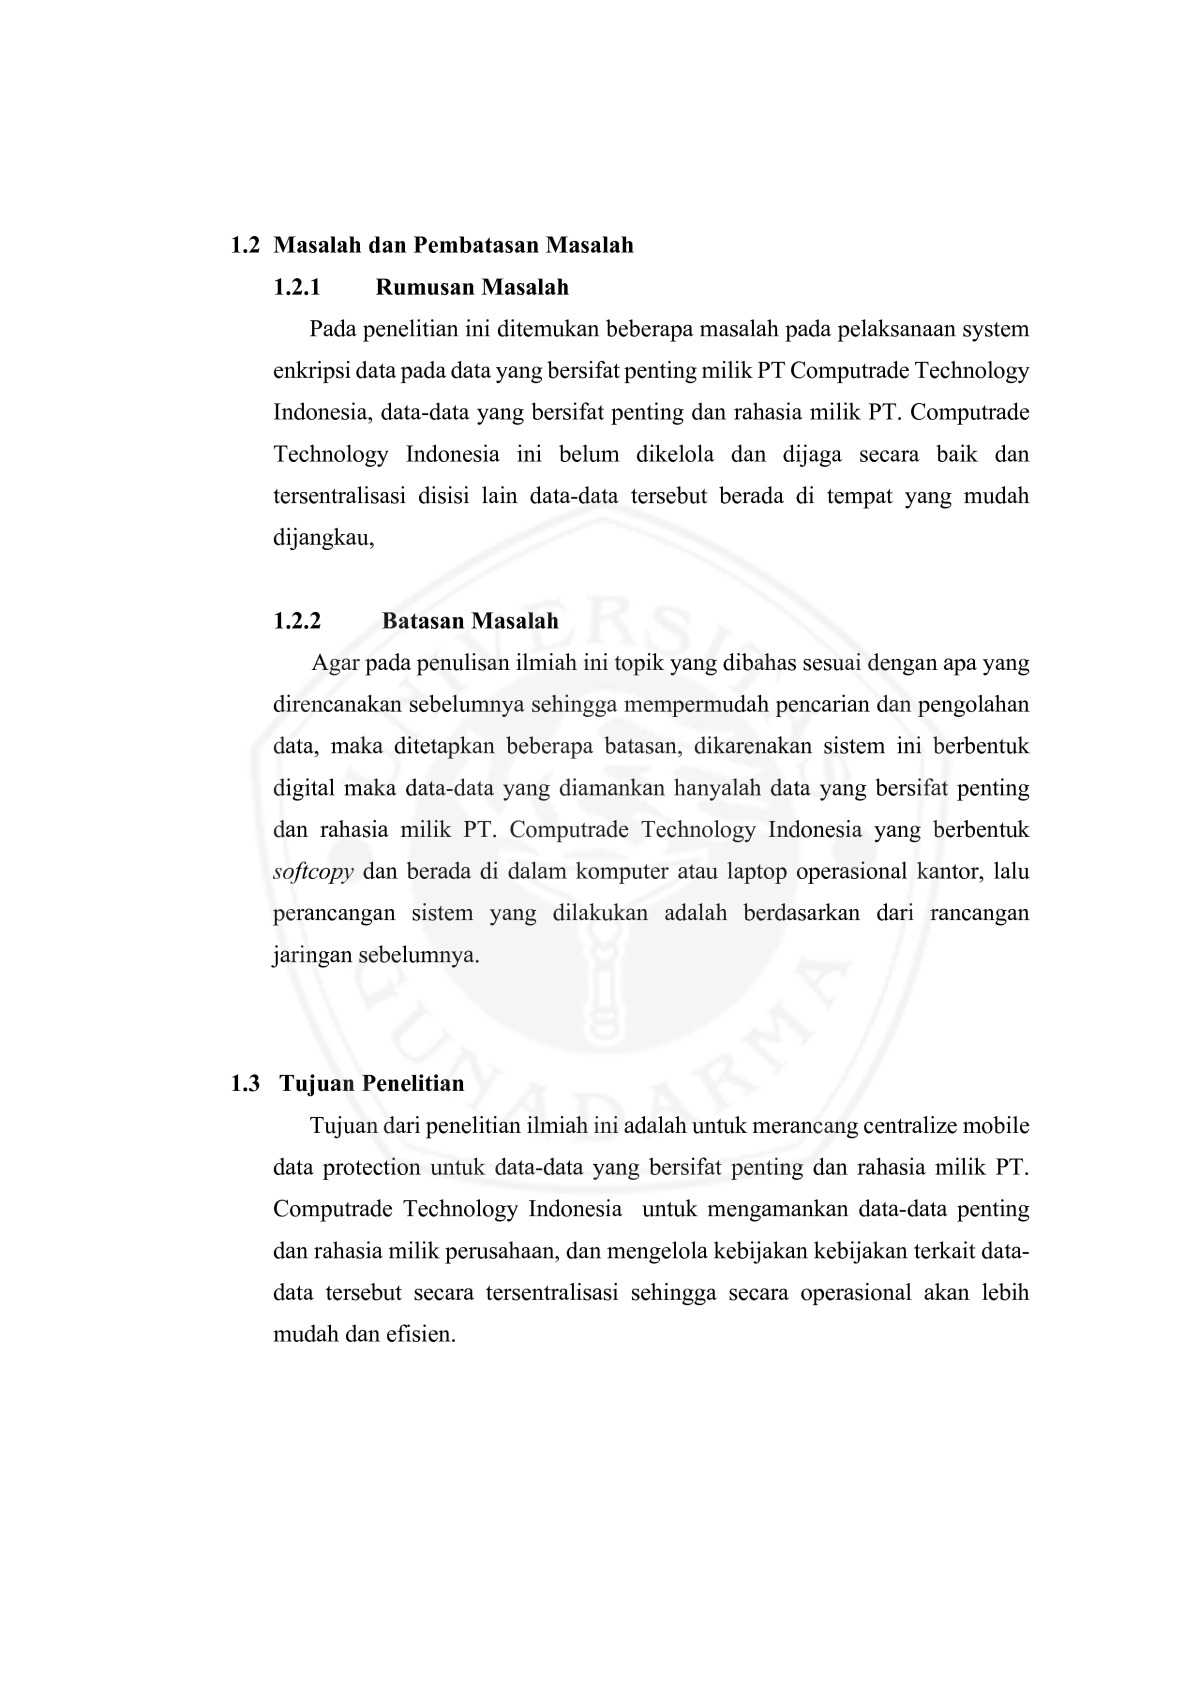 1.2 Masalah dan Pembatasan Masalah
1.2.1 Rumusan Masalah
Pada penelitian ini ditemukan beberapa masalah pada pelaksanaan system
enkripsi data pada data yang bersifat penting milik PT Computrade Technology
Indonesia, data-data yang bersifat penting dan rahasia milik PT. Computrade
Technology Indonesia ini belum dikelola dan dijaga secara baik dan
tersentralisasi disisi lain data-data tersebut berada di tempat yang mudah
dijangkau,
1.2.2 Batasan Masalah
Agar pada penulisan ilmiah ini topik yang dibahas sesuai dengan apa yang
direncanakan sebelumnya sehingga mempermudah pencarian dan pengolahan
data, maka ditetapkan beberapa batasan, dikarenakan sistem ini berbentuk
digital maka data-data yang diamankan hanyalah data yang bersifat penting
dan rahasia milik PT. Computrade Technology Indonesia yang berbentuk
softcopy dan berada di dalam komputer atau laptop operasional kantor, lalu
perancangan sistem yang dilakukan adalah berdasarkan dari rancangan
jaringan sebelumnya.
1.3 Tujuan Penelitian
Tujuan dari penelitian ilmiah ini adalah untuk merancang centralize mobile
data protection untuk data-data yang bersifat penting dan rahasia milik PT.
Computrade Technology Indonesia untuk mengamankan data-data penting
dan rahasia milik perusahaan, dan mengelola kebijakan kebijakan terkait data-
data tersebut secara tersentralisasi sehingga secara operasional akan lebih
mudah dan efisien.
UNIVERSITAS
GUNADARMA